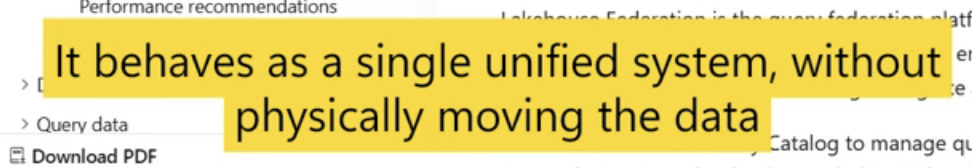 Performance recommendations
Lakehouse Federation is the query federation platf
It behaves as a single unified system, without
physically moving the data
Query data
Catalog to manage qu
Download PDF